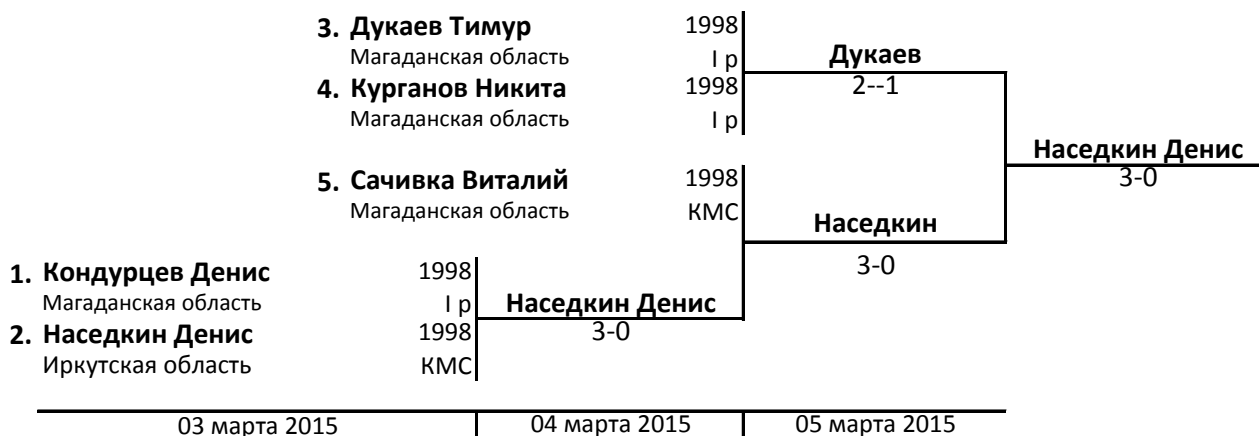 3. Дукаев Тимур 1998
Магаданская область I р
Дукаев
4. Курганов Никита 1998
2--1
Магаданская область I р
Наседкин Денис
3-0
5. Сачивка Виталий 1998
Магаданская область КМС
Наседкин
3-0
1. Кондурцев Денис 1998
Магаданская область I р
Наседкин Денис
2. Наседкин Денис 1998
3-0
Иркутская область КМС
03 марта 2015 04 марта 2015 05 марта 2015